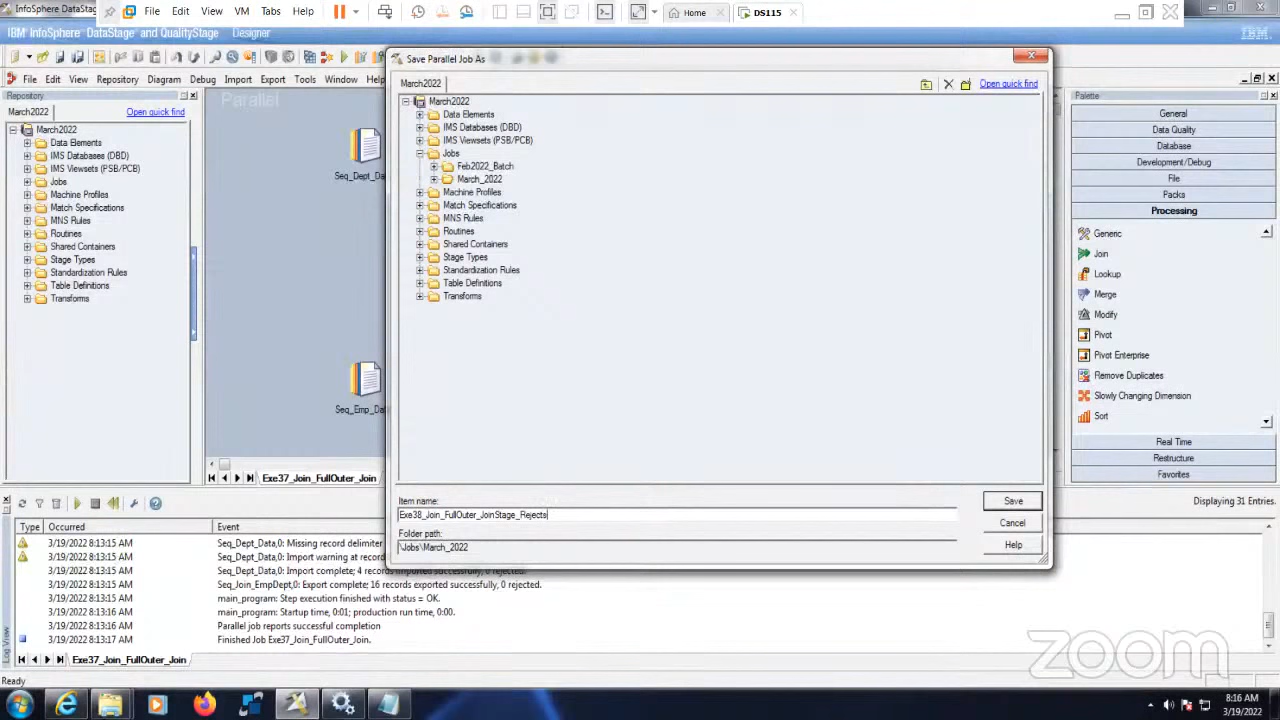 InfoSphere DataSta
File Edit View VM Tabs Help
Home
DS115
IBM InfoSphere DataStage and QualityStage Designer
IBM
File Edit View Repository Diagram Debug Import Export Tools Window Help
Repository
March2022
Open quick find
March2022
Data Elements
IMS Databases (DBD)
IMS Viewsets (PSB/PCB)
Jobs
Machine Profiles
Match Specifications
MNS Rules
Routines
Shared Containers
Stage Types
Standardization Rules
Table Definitions
Transforms
Parallel
Seq_Dept_Da
Seq_Emp_Dat
Exe37_Join_FullOuter_Join
Save Parallel Job As
March2022
Open quick find
March2022
Data Elements
IMS Databases (DBD)
IMS Viewsets (PSB/PCB)
Jobs
Feb2022_Batch
March_2022
Machine Profiles
Match Specifications
MNS Rules
Routines
Shared Containers
Stage Types
Standardization Rules
Table Definitions
Transforms
Item name:
Exe38_Join_FullOuter_JoinStage_Rejects
Folder path:
\Jobs\March_2022
Save
Cancel
Help
Palette
General
Data Quality
Database
Development/Debug
File
Packs
Processing
Generic
Join
Lookup
Merge
Modify
Pivot
Pivot Enterprise
Remove Duplicates
Slowly Changing Dimension
Sort
Real Time
Restructure
Favorites
Displaying 31 Entries.
Type Occurred Event
3/19/2022 8:13:15 AM Seq_Dept_Data,0: Missing record delimiter
3/19/2022 8:13:15 AM Seq_Dept_Data,0: Import warning at record
3/19/2022 8:13:15 AM Seq_Dept_Data,0: Import complete; 4 records imported successfully, 0 rejected.
3/19/2022 8:13:15 AM Seq_Join_EmpDept,0: Export complete; 16 records exported successfully, 0 rejected.
3/19/2022 8:13:15 AM main_program: Step execution finished with status = OK.
3/19/2022 8:13:16 AM main_program: Startup time, 0:01; production run time, 0:00.
3/19/2022 8:13:16 AM Parallel job reports successful completion
3/19/2022 8:13:17 AM Finished Job Exe37_Join_FullOuter_Join.
Log View
Exe37_Join_FullOuter_Join
Ready
zoom
8:16 AM
3/19/2022